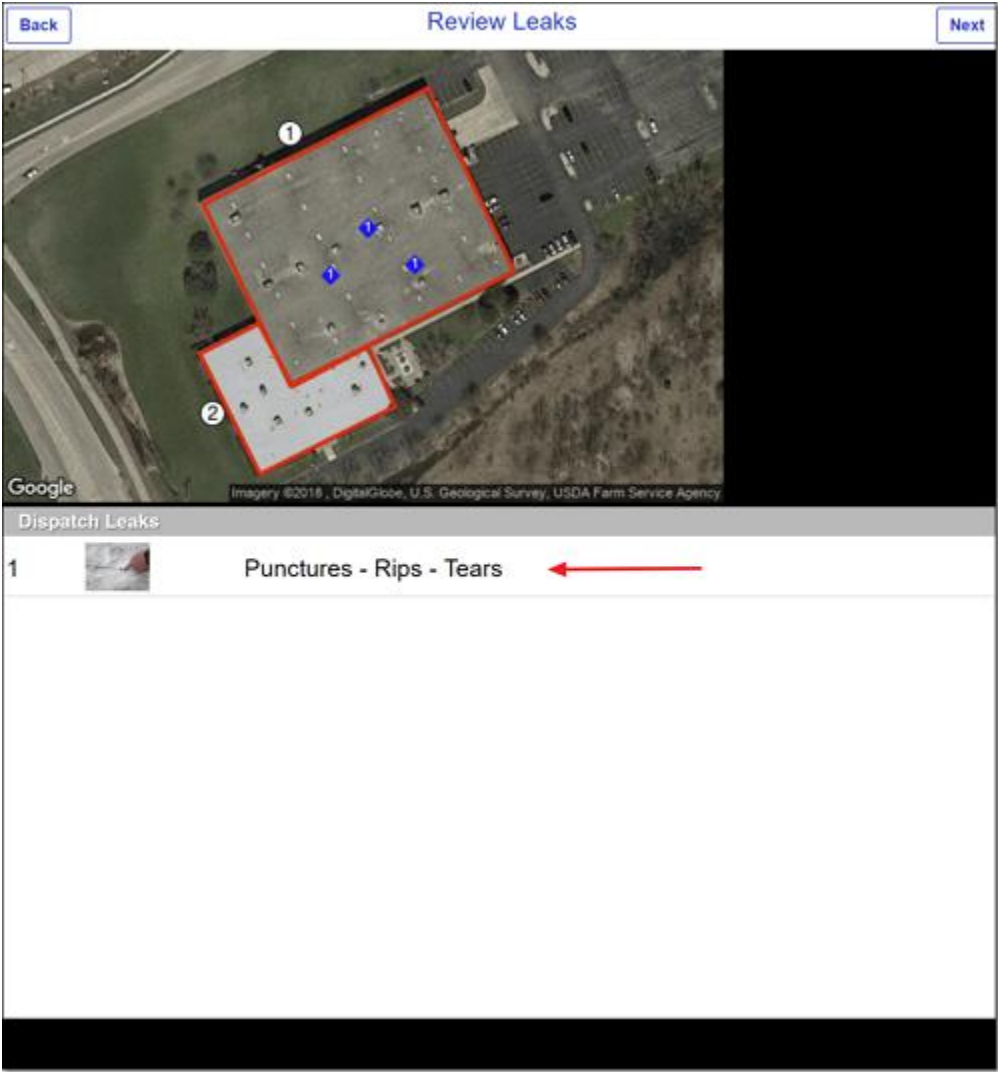 Back
Review Leaks
Next
1
1
1
1
2
Google
Imagery ©2016 , DigitalGlobe, U.S. Geological Survey, USDA Farm Service Agency
Dispatch Leaks
1
Punctures - Rips - Tears